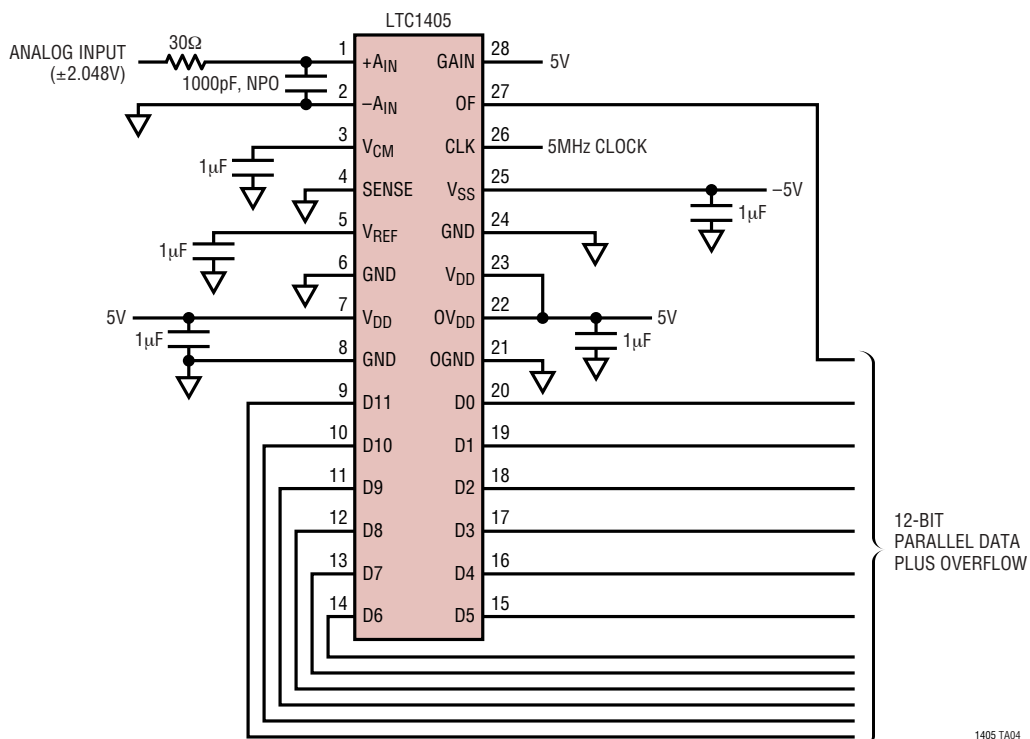 LTC1405
ANALOG INPUT
(±2.048V)
30Ω
1000pF, NPO
1 +AIN
2 –AIN
3 VCM
1µF
4 SENSE
5 VREF
1µF
6 GND
5V
7 VDD
1µF
8 GND
9 D11
10 D10
11 D9
12 D8
13 D7
14 D6
GAIN 28 5V
OF 27
CLK 26 5MHz CLOCK
VSS 25 –5V
1µF
GND 24
VDD 23
OVDD 22 5V
1µF
OGND 21
D0 20
D1 19
D2 18
D3 17
D4 16
D5 15
12-BIT
PARALLEL DATA
PLUS OVERFLOW
1405 TA04